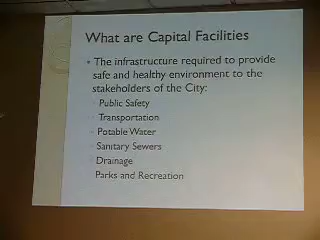 What are Capital Facilities
• The infrastructure required to provide
safe and healthy environment to the
stakeholders of the City:
Public Safety
Transportation
Potable Water
Sanitary Sewers
Drainage
Parks and Recreation